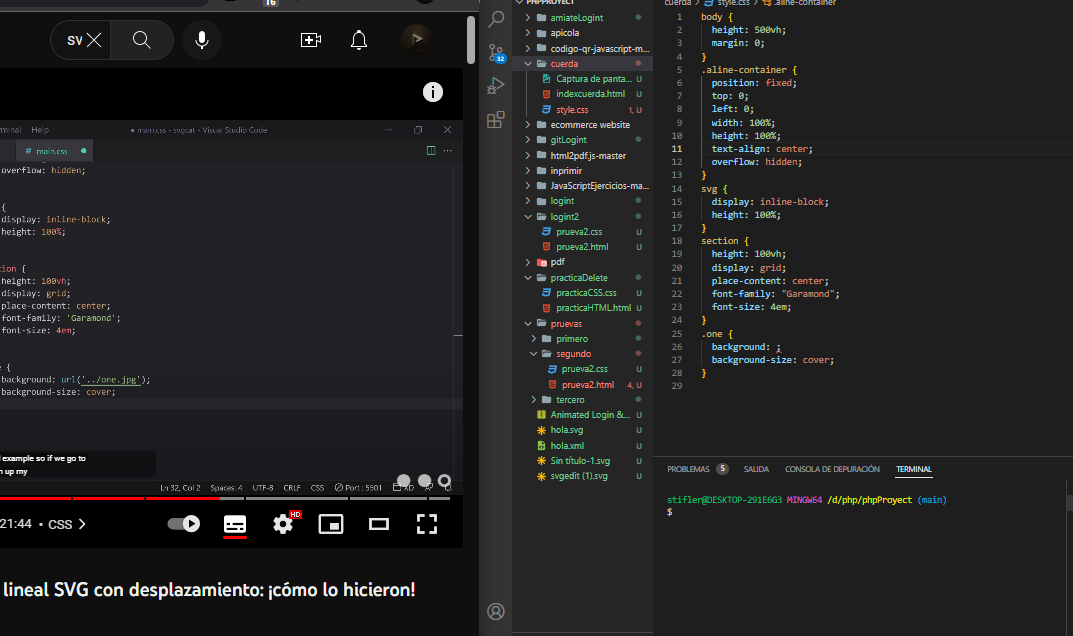 16
sv
32
minal Help
main.css - svgcat - Visual Studio Code
# main.css
overflow: hidden;
{
display: inline-block;
height: 100%;
tion {
height: 100vh;
display: grid;
place-content: center;
font-family: 'Garamond';
font-size: 4em;
e {
background: url('../one.jpg');
background-size: cover;
l example so if we go to
n up my
Ln 32, Col 2 Spaces: 4 UTF-8 CRLF CSS Port : 5501
21:44 • CSS
HD
lineal SVG con desplazamiento: ¡cómo lo hicieron!
PHPPROYECT
amiateLogint
apicola
codigo-qr-javascript-m...
cuerda
Captura de panta... U
indexcuerda.html U
style.css 1, U
ecommerce website
gitLogint
html2pdf.js-master
inprimir
JavaScriptEjercicios-ma...
logint
logint2
prueva2.css U
prueva2.html U
pdf
practicaDelete
practicaCSS.css U
practicaHTML.html U
pruevas
primero
segundo
prueva2.css U
prueva2.html 4, U
tercero
Animated Login &... U
hola.svg U
hola.xml U
Sin título-1.svg U
svgedit (1).svg U
cuerda > style.css > .aline-container
1 body {
2 height: 500vh;
3 margin: 0;
4 }
5 .aline-container {
6 position: fixed;
7 top: 0;
8 left: 0;
9 width: 100%;
10 height: 100%;
11 text-align: center;
12 overflow: hidden;
13 }
14 svg {
15 display: inline-block;
16 height: 100%;
17 }
18 section {
19 height: 100vh;
20 display: grid;
21 place-content: center;
22 font-family: "Garamond";
23 font-size: 4em;
24 }
25 .one {
26 background: ;
27 background-size: cover;
28 }
29
PROBLEMAS 5 SALIDA CONSOLA DE DEPURACIÓN TERMINAL
stifler@DESKTOP-291E6G3 MINGW64 /d/php/phpProyect (main)
$